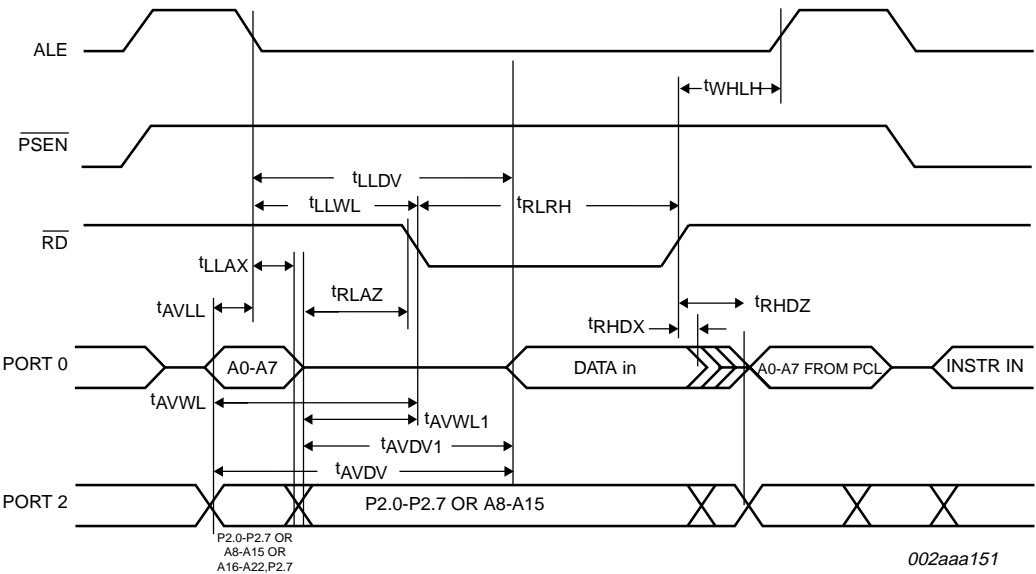 ALE
tWHLH
PSEN
tLLDV
tLLWL
tRLRH
RD
tLLAX
tRLAZ
tAVLL
tRHDZ
tRHDX
PORT 0
A0-A7
DATA in
A0-A7 FROM PCL
INSTR IN
tAVWL
tAVWL1
tAVDV1
tAVDV
PORT 2
P2.0-P2.7 OR A8-A15
P2.0-P2.7 OR
A8-A15 OR
A16-A22,P2.7
002aaa151